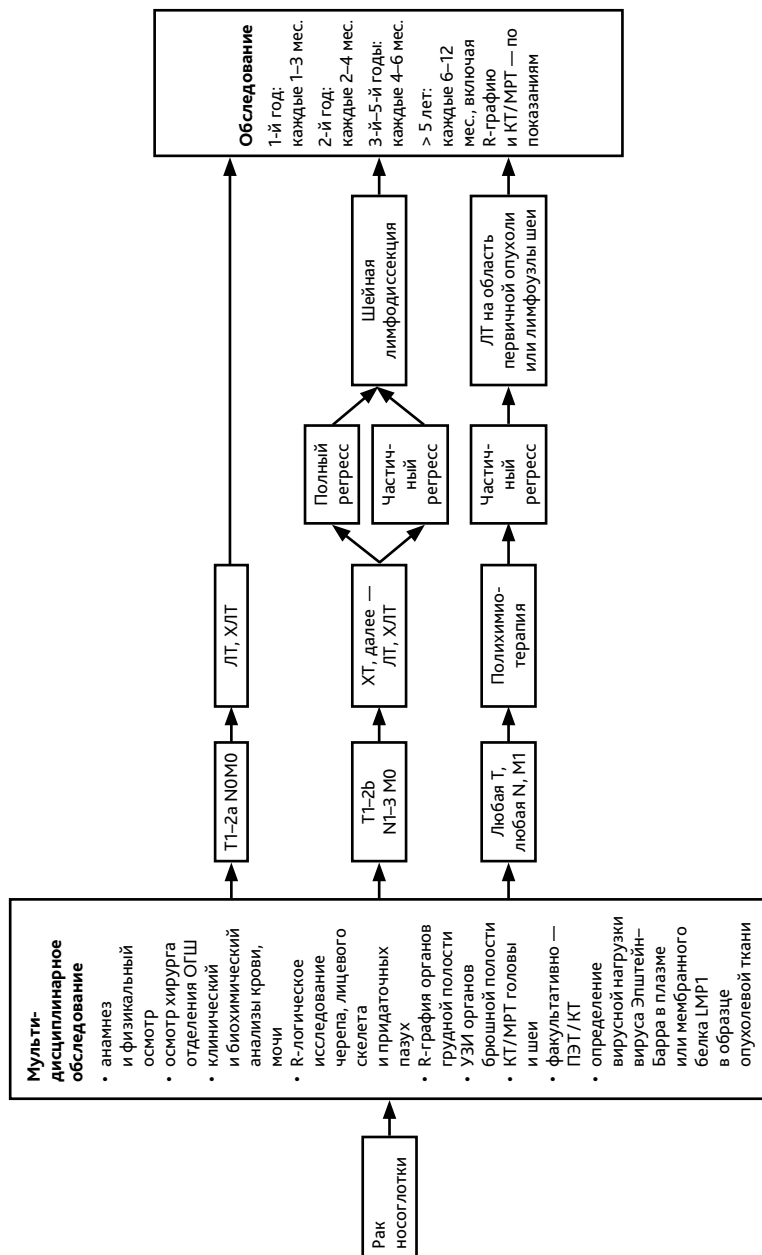 Рак
носоглотки
Мульти-
дисциплинарное
обследование
• анамнез
и физикальный
осмотр
• осмотр хирурга
отделения ОГШ
• клинический
и биохимический
анализы крови,
мочи
• R-логическое
исследование
черепа, лицевого
скелета
и придаточных
пазух
• R-графия органов
грудной полости
• УЗИ органов
брюшной полости
• КТ/МРТ головы
и шеи
• факультативно —
ПЭТ/КТ
• определение
вирусной нагрузки
вируса Эпштейн–
Барра в плазме
или мембранного
белка LMP1
в образце
опухолевой ткани
T1–2a N0M0
ЛТ, ХЛТ
T1–2b
N1–3 M0
ХТ, далее —
ЛТ, ХЛТ
Полный
регресс
Частич-
ный
регресс
Шейная
лимфодиссекция
Любая T,
любая N, M1
Полихимио-
терапия
Частич-
ный
регресс
ЛТ на область
первичной опухоли
или лимфоузлы шеи
Обследование
1-й год:
каждые 1–3 мес.
2-й год:
каждые 2–4 мес.
3-й–5-й годы:
каждые 4–6 мес.
> 5 лет:
каждые 6–12
мес., включая
R-графию
и КТ/МРТ — по
показаниям